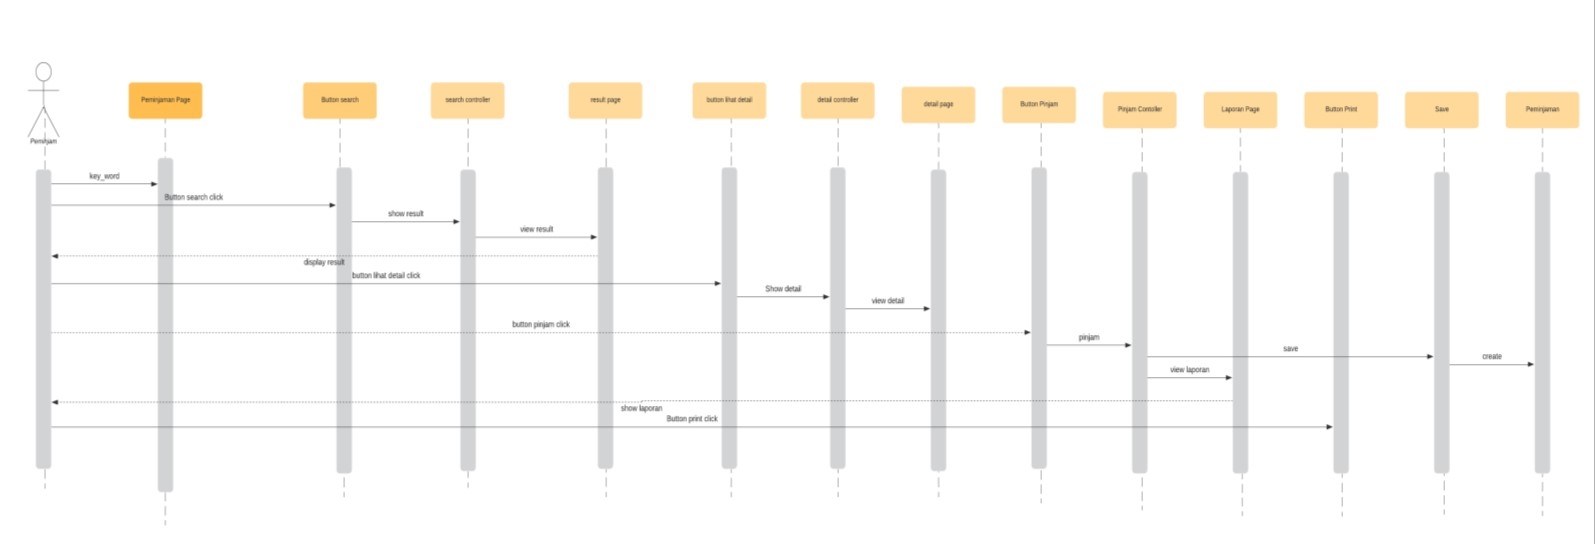 Peminjaman Page
Button search
search controller
result page
button lihat detail
detail controller
detail page
Button Pinjam
Pinjam Contoller
Laporan Page
Button Print
Save
Peminjaman
Peminjam
key_word
Button search click
show result
view result
display result
button lihat detail click
Show detail
view detail
button pinjam click
pinjam
save
create
view laporan
show laporan
Button print click